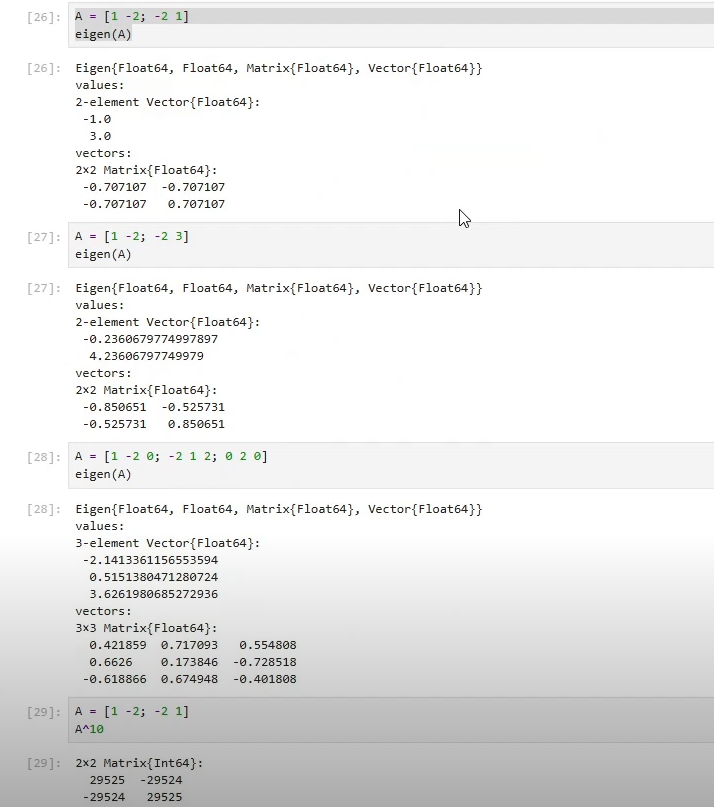 [26]: A = [1 -2; -2 1]
eigen(A)
[26]: Eigen{Float64, Float64, Matrix{Float64}, Vector{Float64}}
values:
2-element Vector{Float64}:
 -1.0
  3.0
vectors:
2×2 Matrix{Float64}:
 -0.707107  -0.707107
 -0.707107   0.707107
[27]: A = [1 -2; -2 3]
eigen(A)
[27]: Eigen{Float64, Float64, Matrix{Float64}, Vector{Float64}}
values:
2-element Vector{Float64}:
 -0.2360679774997897
  4.23606797749979
vectors:
2×2 Matrix{Float64}:
 -0.850651  -0.525731
 -0.525731   0.850651
[28]: A = [1 -2 0; -2 1 2; 0 2 0]
eigen(A)
[28]: Eigen{Float64, Float64, Matrix{Float64}, Vector{Float64}}
values:
3-element Vector{Float64}:
 -2.1413361156553594
  0.5151380471280724
  3.6261980685272936
vectors:
3×3 Matrix{Float64}:
  0.421859  0.717093   0.554808
  0.6626    0.173846  -0.728518
 -0.618866  0.674948  -0.401808
[29]: A = [1 -2; -2 1]
A^10
[29]: 2×2 Matrix{Int64}:
  29525  -29524
 -29524   29525